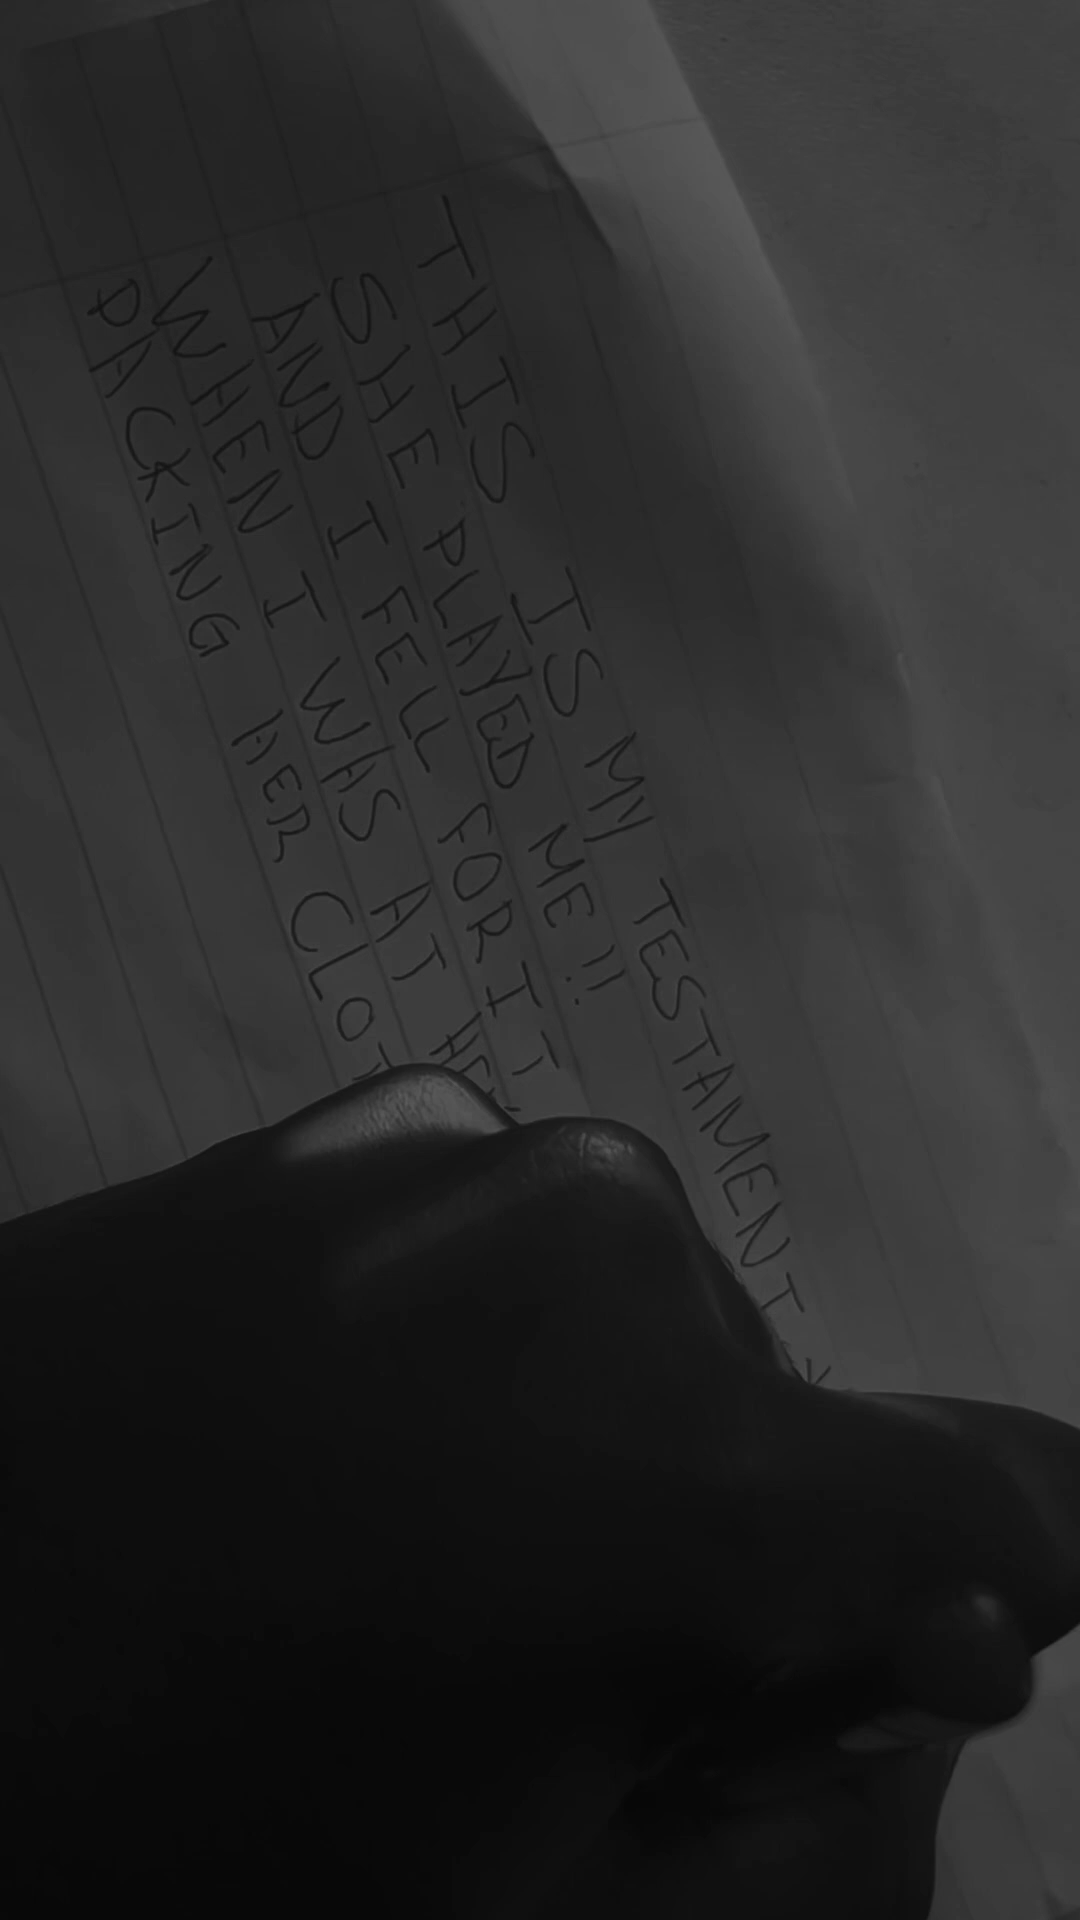 THIS IS MY TESTAMENT
SHE PLAYED ME!!
AND I FELL FOR IT
WHEN I WAS AT
PACKING HER